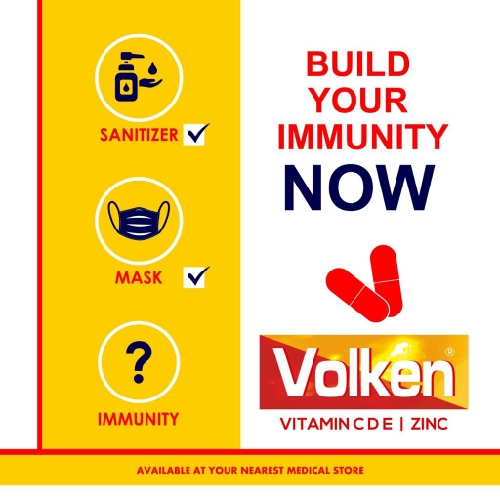 SANITIZER
MASK
?
IMMUNITY
BUILD
YOUR
IMMUNITY
NOW
Volken®
VITAMIN C D E | ZINC
AVAILABLE AT YOUR NEAREST MEDICAL STORE